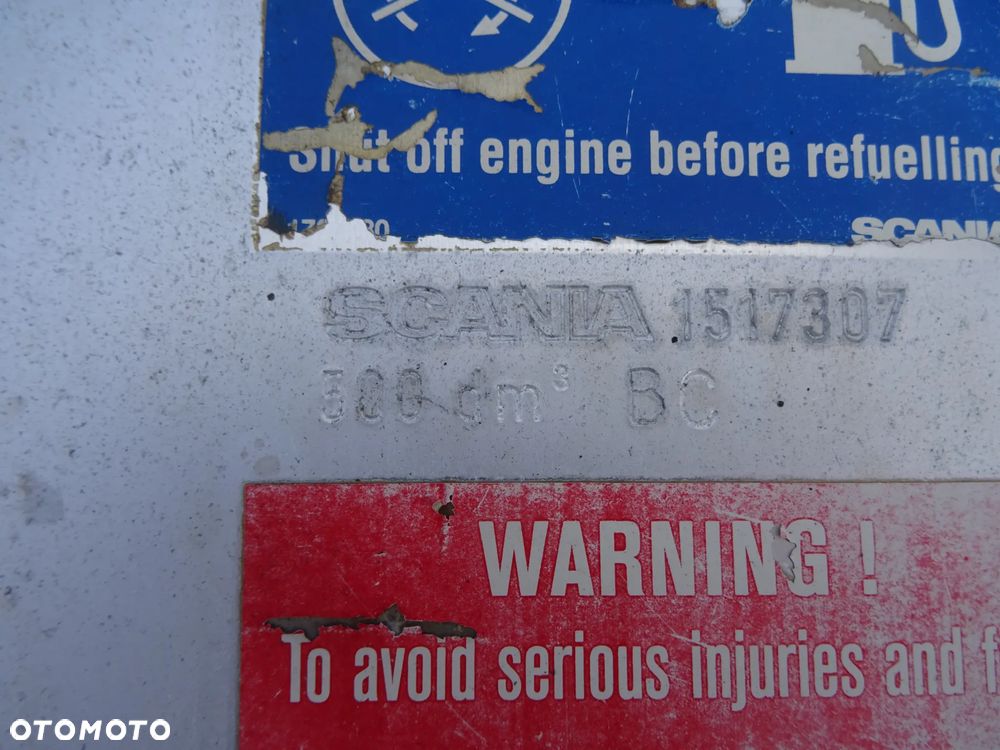 Shut off engine before refuelling
SCANIA
SCANIA 1517307
300 dm³ BC
WARNING !
To avoid serious injuries and f
OTOMOTO